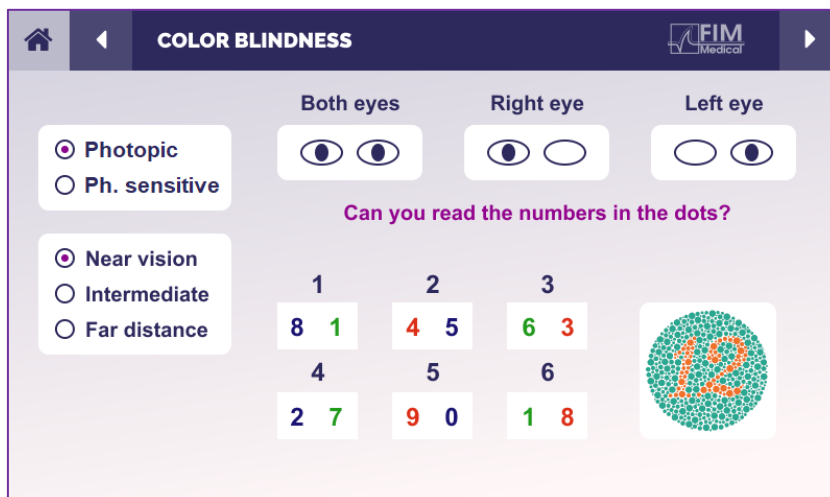 COLOR BLINDNESS
FIM
Medical
Both eyes Right eye Left eye
Photopic
Ph. sensitive
Can you read the numbers in the dots?
Near vision
Intermediate
Far distance
1 2 3
8 1 4 5 6 3
4 5 6
2 7 9 0 1 8
12